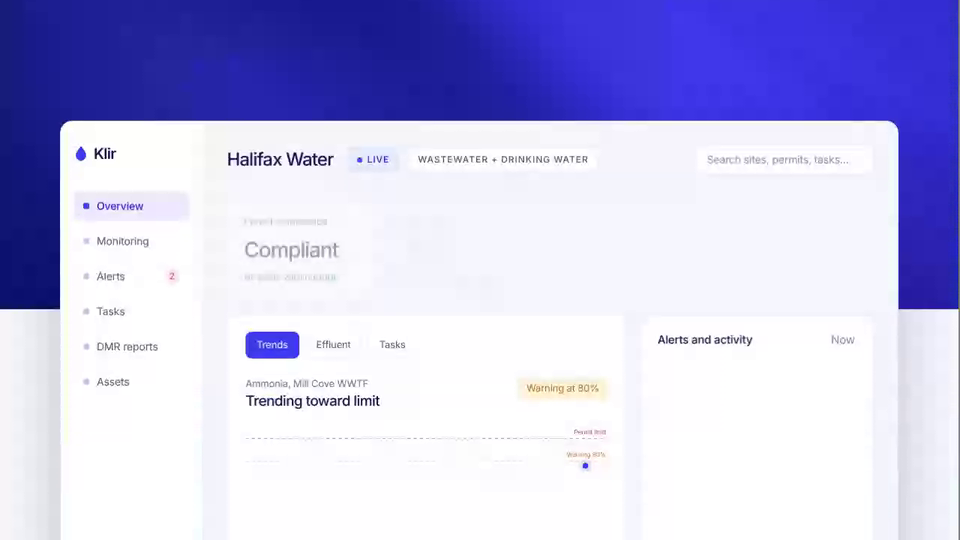 Klir
Halifax Water
LIVE
WASTEWATER + DRINKING WATER
Search sites, permits, tasks...
Overview
Monitoring
Alerts
2
Tasks
DMR reports
Assets
Compliant
Trends
Effluent
Tasks
Ammonia, Mill Cove WWTF
Warning at 80%
Trending toward limit
Permit limit
Warning 80%
Alerts and activity
Now